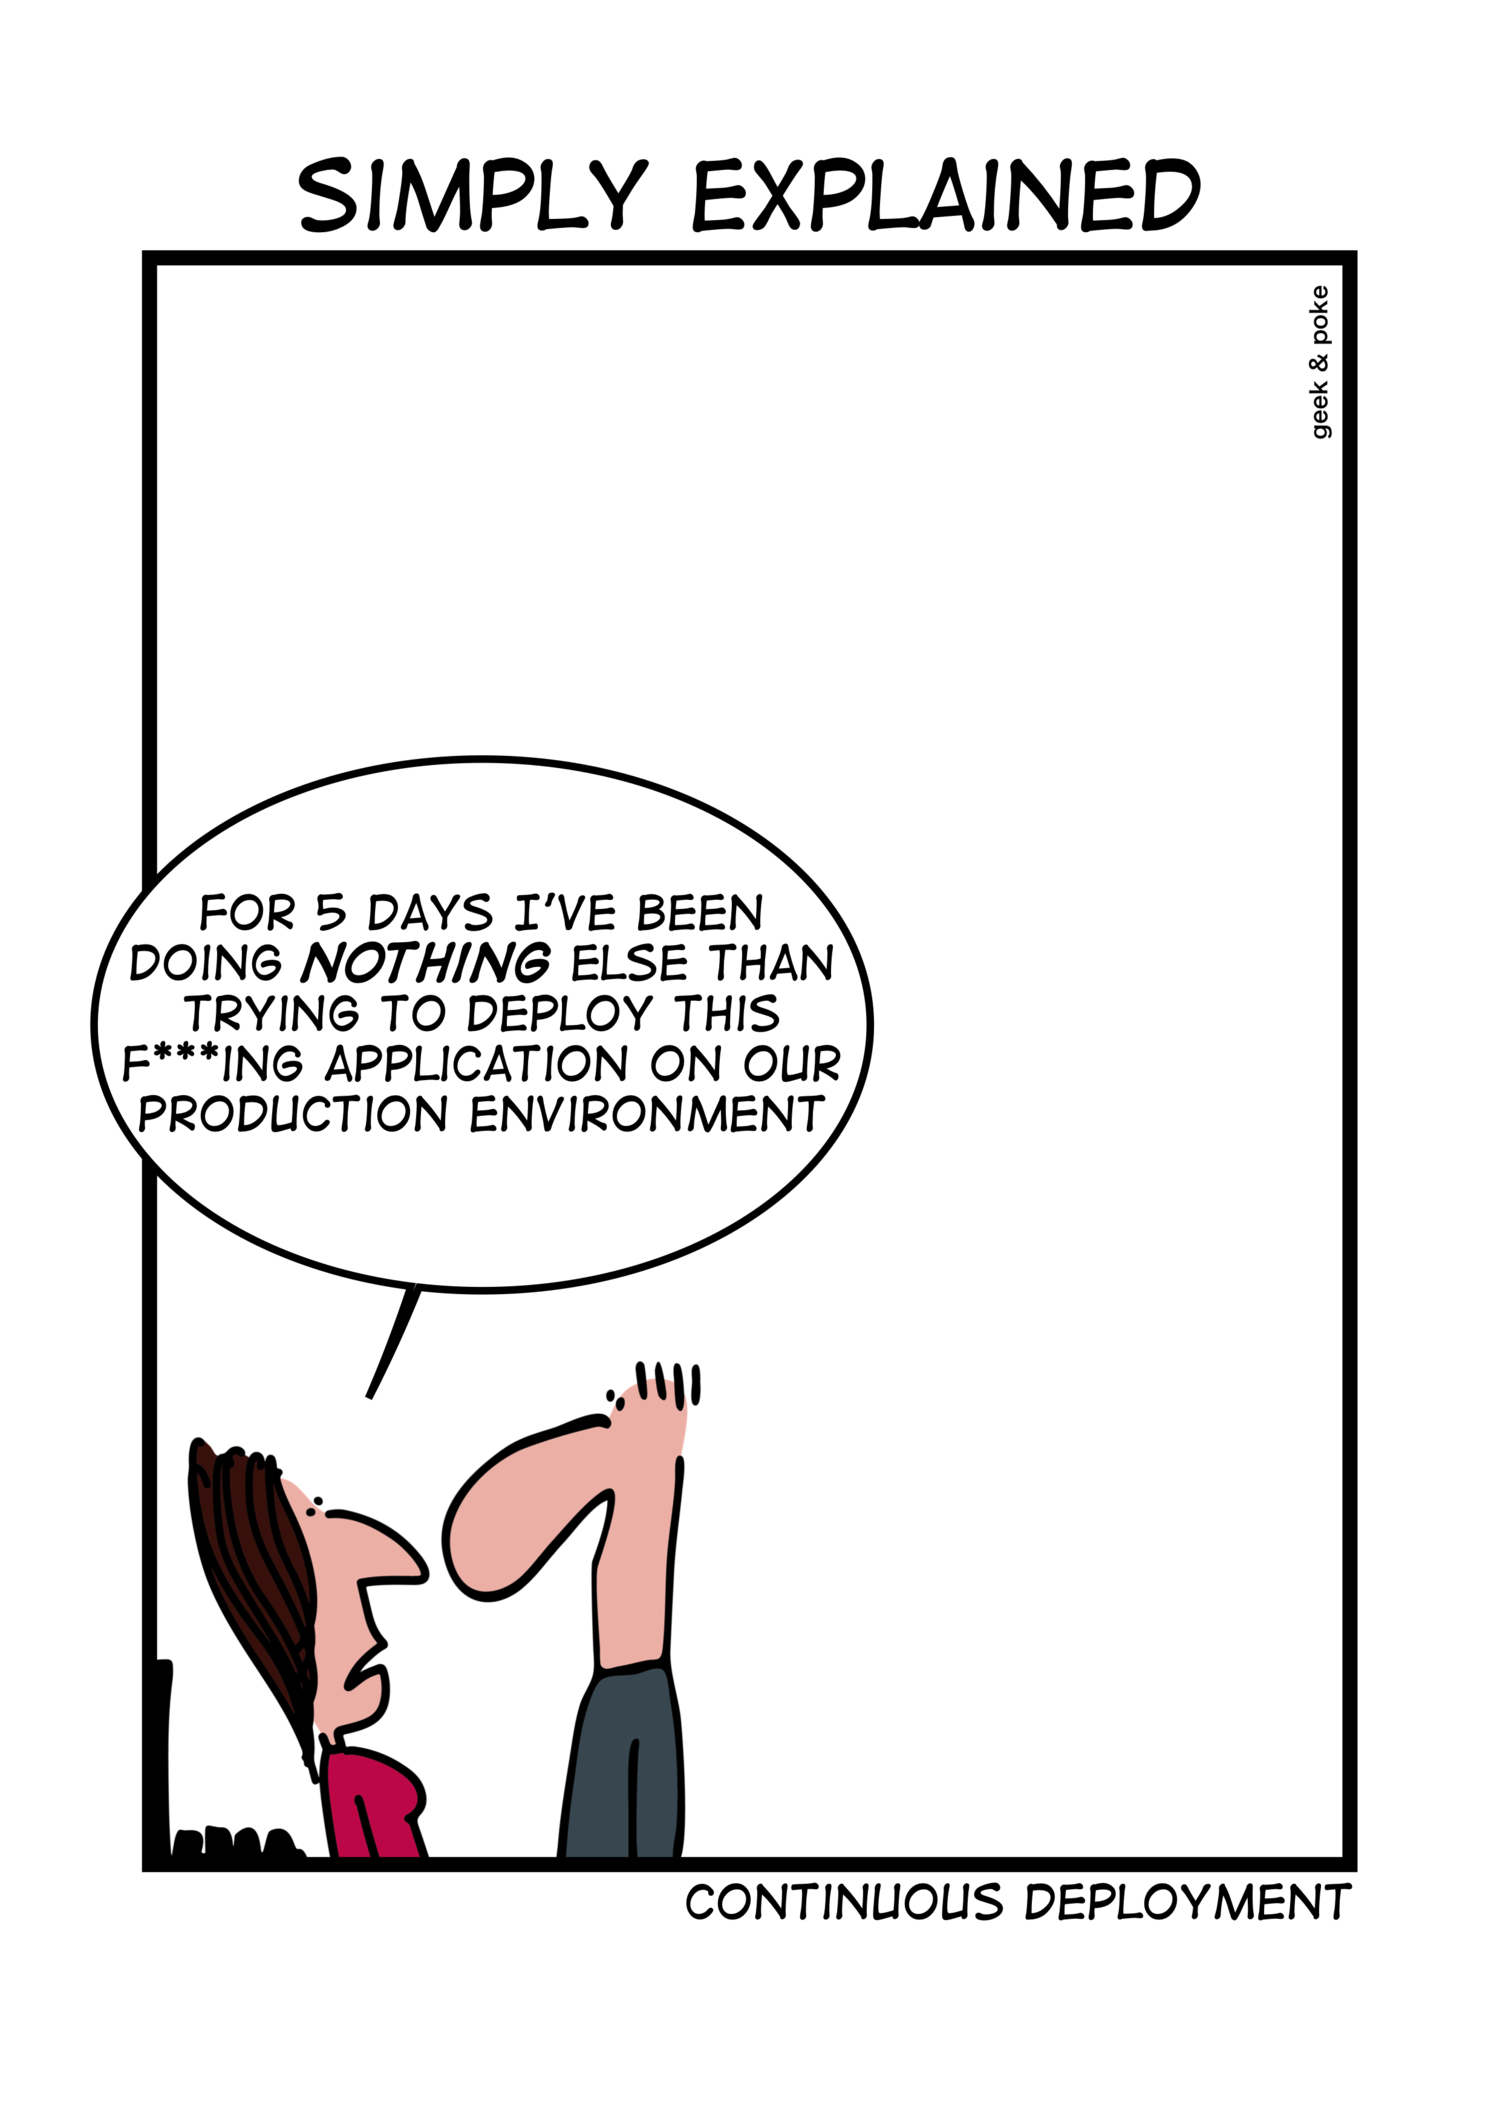 SIMPLY EXPLAINED
geek & poke
FOR 5 DAYS I'VE BEEN
DOING NOTHING ELSE THAN
TRYING TO DEPLOY THIS
F***ING APPLICATION ON OUR
PRODUCTION ENVIRONMENT
CONTINUOUS DEPLOYMENT